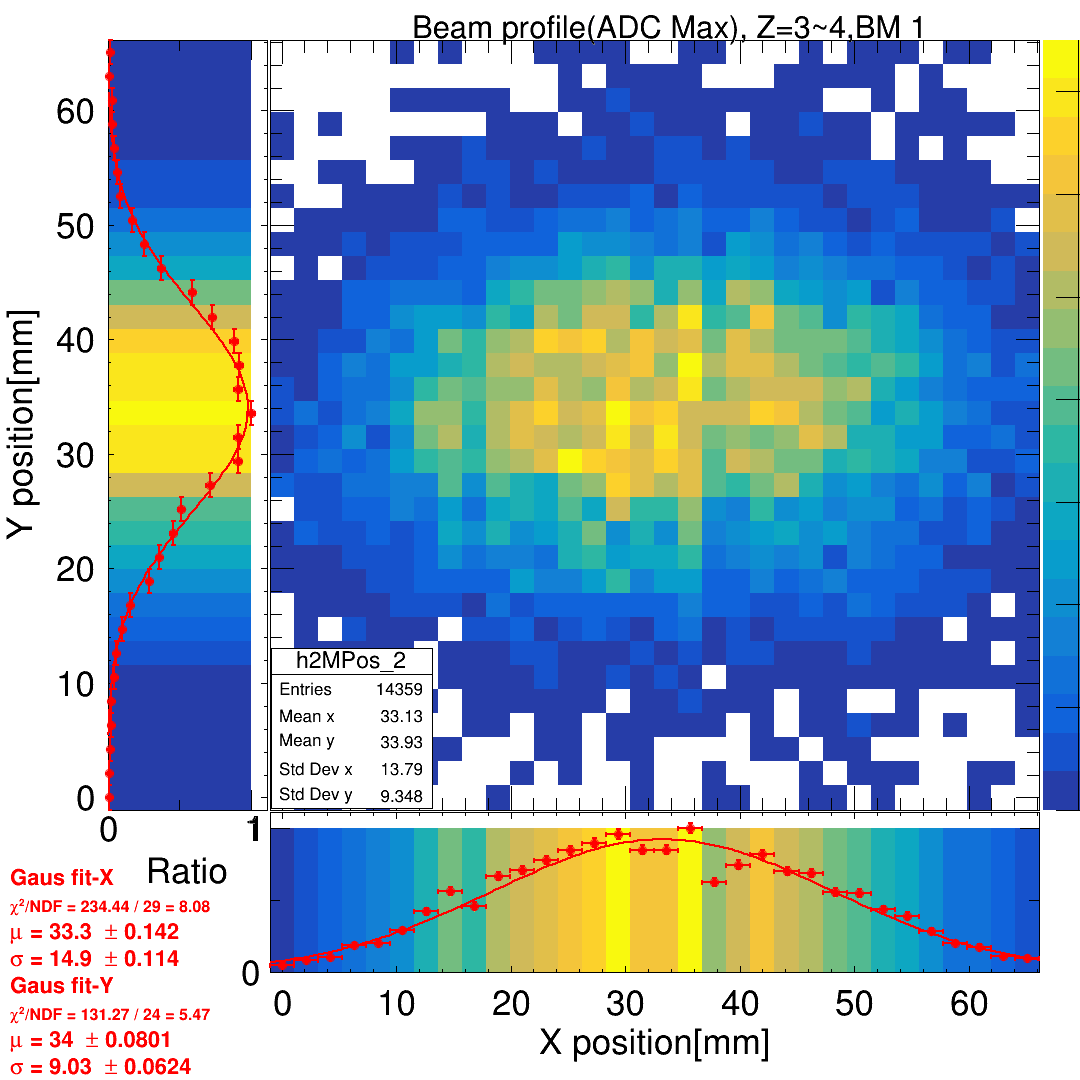 Beam profile(ADC Max), Z=3~4,BM 1
60
50
40
30
20
10
0
Y position[mm]
0 1
Ratio
h2MPos_2
Entries 14359
Mean x 33.13
Mean y 33.93
Std Dev x 13.79
Std Dev y 9.348
1
0
0 10 20 30 40 50 60
X position[mm]
Gaus fit-X
χ²/NDF = 234.44 / 29 = 8.08
μ = 33.3 ± 0.142
σ = 14.9 ± 0.114
Gaus fit-Y
χ²/NDF = 131.27 / 24 = 5.47
μ = 34 ± 0.0801
σ = 9.03 ± 0.0624